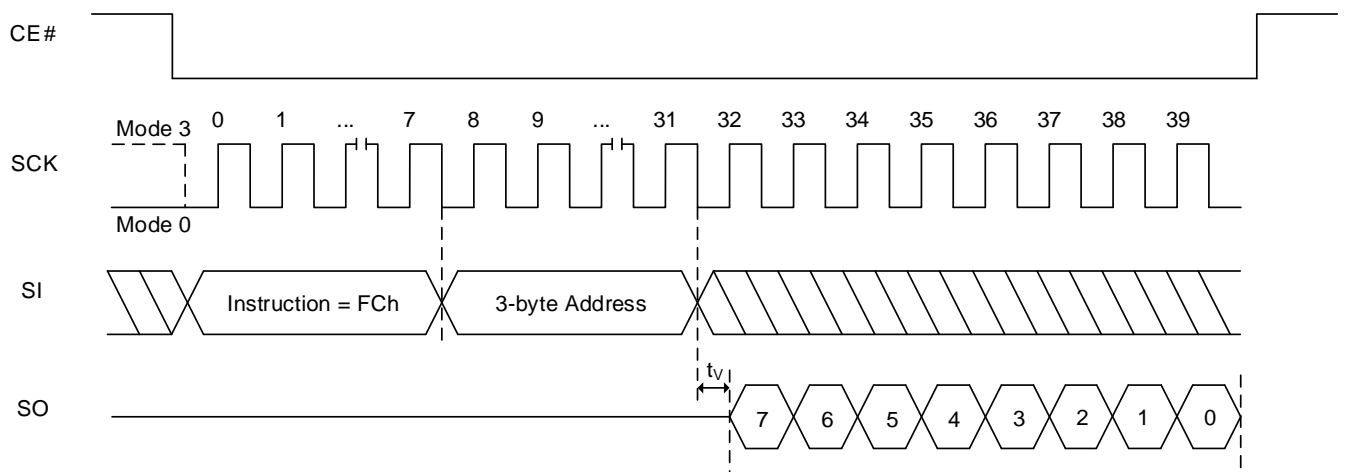 CE#
Mode 3 0 1 ... 7 8 9 ... 31 32 33 34 35 36 37 38 39
SCK
Mode 0
SI Instruction = FCh 3-byte Address
tV
SO 7 6 5 4 3 2 1 0